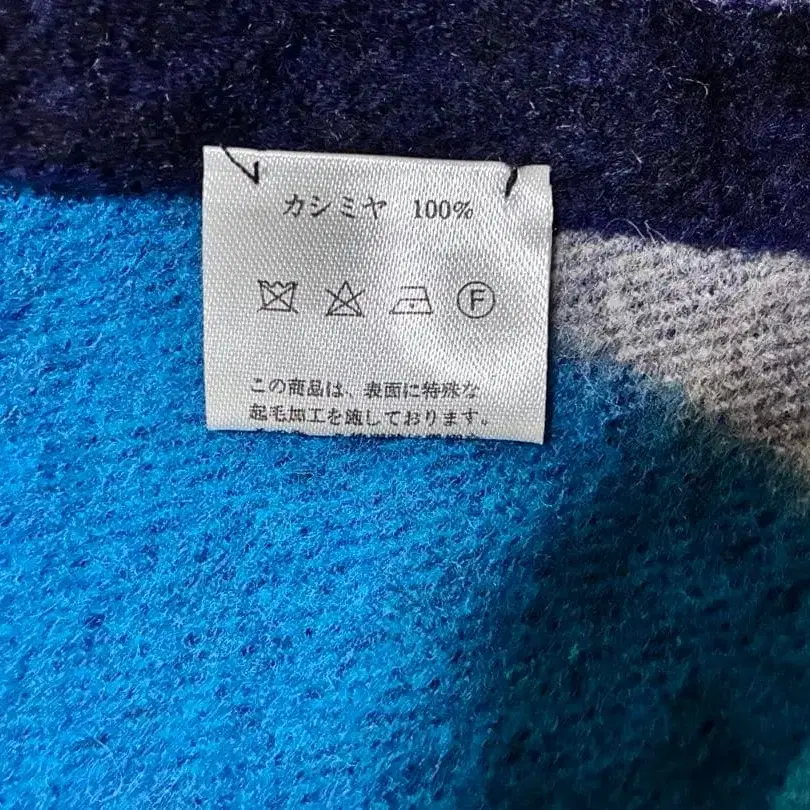 カシミヤ 100%
Ⓕ
この商品は、表面に特殊な
起毛加工を施しております。